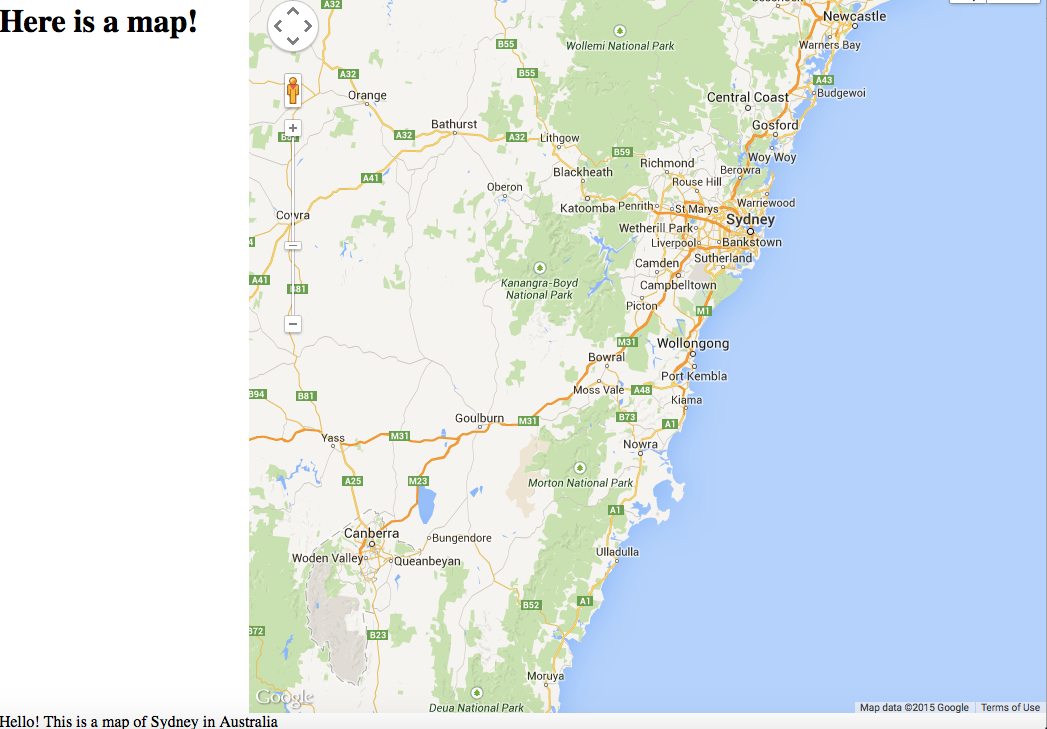 Here is a map!
A32
Newcastle
Wollemi National Park
B55
Warners Bay
A32
B55
A43
Orange
Central Coast
Budgewoi
Bathurst
Gosford
A32
A32
Lithgow
B59
Woy Woy
Richmond
Berowra
Blackheath
A41
Rouse Hill
Oberon
Katoomba
Penrith
St Marys
Warriewood
Cowra
Sydney
Wetherill Park
Liverpool
Bankstown
Sutherland
Camden
A41
B81
Kanangra-Boyd
National Park
Campbelltown
Picton
M1
M31
Wollongong
Bowral
Port Kembla
Moss Vale
A48
B94
B81
Kiama
Goulburn
M31
B73
A1
Yass
M31
Nowra
A25
M23
Morton National Park
A1
Canberra
Bungendore
Woden Valley
Queanbeyan
Ulladulla
B52
A1
B72
B23
Moruya
Google
Deua National Park
Map data ©2015 Google
Terms of Use
Hello! This is a map of Sydney in Australia